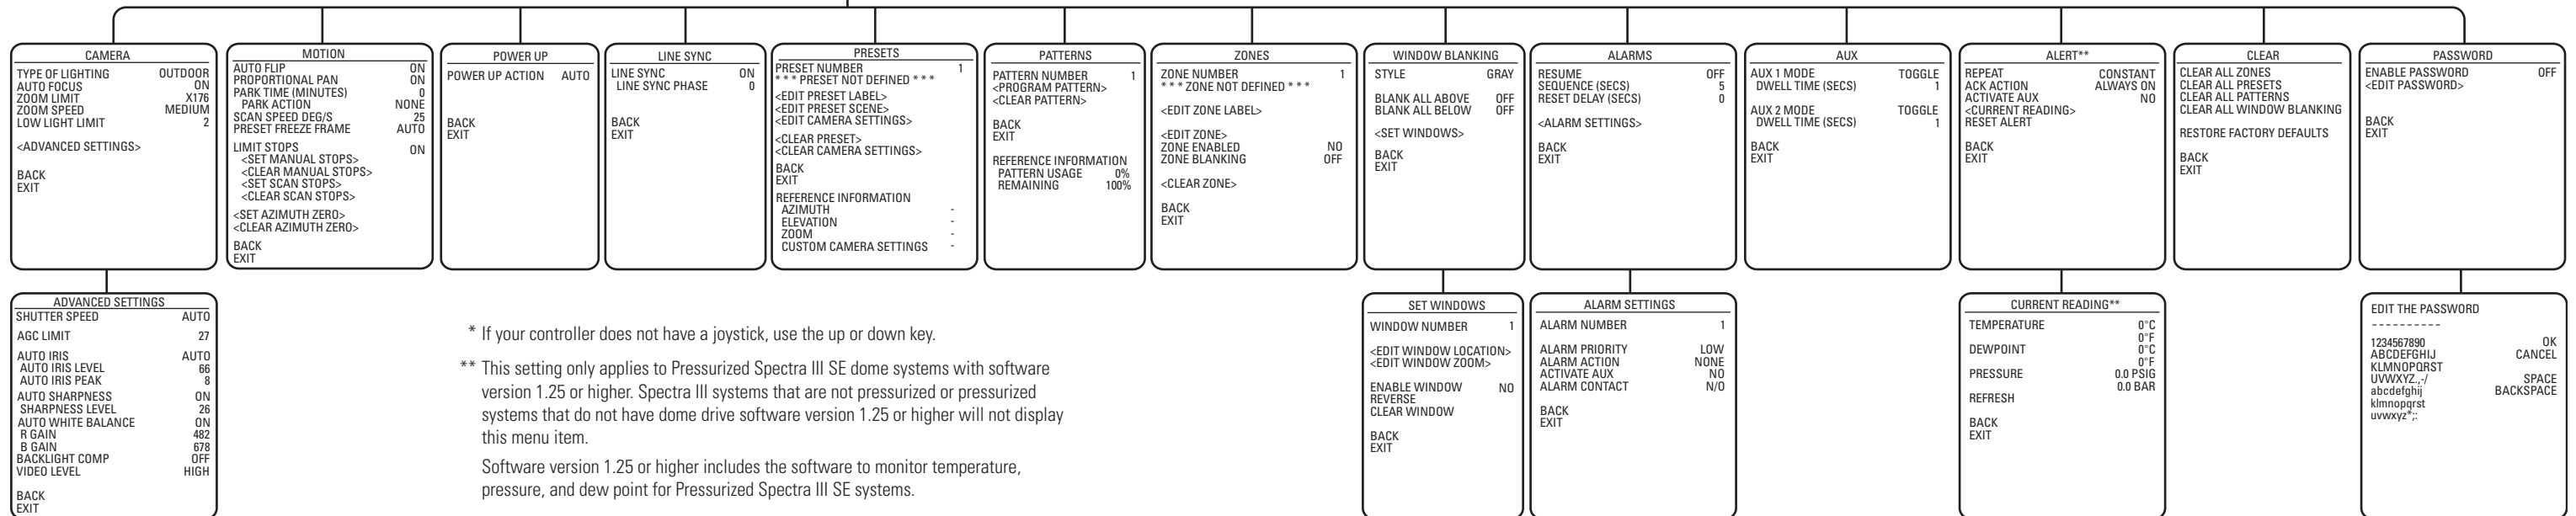 CAMERA
TYPE OF LIGHTING OUTDOOR
AUTO FOCUS ON
ZOOM LIMIT X176
ZOOM SPEED MEDIUM
LOW LIGHT LIMIT 2
<ADVANCED SETTINGS>
BACK
EXIT
MOTION
AUTO FLIP ON
PROPORTIONAL PAN ON
PARK TIME (MINUTES) 0
PARK ACTION NONE
SCAN SPEED DEG/S 25
PRESET FREEZE FRAME AUTO
LIMIT STOPS ON
<SET MANUAL STOPS>
<CLEAR MANUAL STOPS>
<SET SCAN STOPS>
<CLEAR SCAN STOPS>
<SET AZIMUTH ZERO>
<CLEAR AZIMUTH ZERO>
BACK
EXIT
POWER UP
POWER UP ACTION AUTO
BACK
EXIT
LINE SYNC
LINE SYNC ON
LINE SYNC PHASE 0
BACK
EXIT
PRESETS
PRESET NUMBER 1
* * * PRESET NOT DEFINED * * *
<EDIT PRESET LABEL>
<EDIT PRESET SCENE>
<EDIT CAMERA SETTINGS>
<CLEAR PRESET>
<CLEAR CAMERA SETTINGS>
BACK
EXIT
REFERENCE INFORMATION
AZIMUTH -
ELEVATION -
ZOOM -
CUSTOM CAMERA SETTINGS -
PATTERNS
PATTERN NUMBER 1
<PROGRAM PATTERN>
<CLEAR PATTERN>
BACK
EXIT
REFERENCE INFORMATION
PATTERN USAGE 0%
REMAINING 100%
ZONES
ZONE NUMBER 1
* * * ZONE NOT DEFINED * * *
<EDIT ZONE LABEL>
<EDIT ZONE>
ZONE ENABLED NO
ZONE BLANKING OFF
<CLEAR ZONE>
BACK
EXIT
WINDOW BLANKING
STYLE GRAY
BLANK ALL ABOVE OFF
BLANK ALL BELOW OFF
<SET WINDOWS>
BACK
EXIT
ALARMS
RESUME OFF
SEQUENCE (SECS) 5
RESET DELAY (SECS) 0
<ALARM SETTINGS>
BACK
EXIT
AUX
AUX 1 MODE TOGGLE
DWELL TIME (SECS) 1
AUX 2 MODE TOGGLE
DWELL TIME (SECS) 1
BACK
EXIT
ALERT**
REPEAT CONSTANT
ACK ACTION ALWAYS ON
ACTIVATE AUX NO
<CURRENT READING>
RESET ALERT
BACK
EXIT
CLEAR
CLEAR ALL ZONES
CLEAR ALL PRESETS
CLEAR ALL PATTERNS
CLEAR ALL WINDOW BLANKING
RESTORE FACTORY DEFAULTS
BACK
EXIT
PASSWORD
ENABLE PASSWORD OFF
<EDIT PASSWORD>
BACK
EXIT
ADVANCED SETTINGS
SHUTTER SPEED AUTO
AGC LIMIT 27
AUTO IRIS AUTO
AUTO IRIS LEVEL 66
AUTO IRIS PEAK 8
AUTO SHARPNESS ON
SHARPNESS LEVEL 26
AUTO WHITE BALANCE ON
R GAIN 482
B GAIN 678
BACKLIGHT COMP OFF
VIDEO LEVEL HIGH
BACK
EXIT
* If your controller does not have a joystick, use the up or down key.
** This setting only applies to Pressurized Spectra III SE dome systems with software
version 1.25 or higher. Spectra III systems that are not pressurized or pressurized
systems that do not have dome drive software version 1.25 or higher will not display
this menu item.
Software version 1.25 or higher includes the software to monitor temperature,
pressure, and dew point for Pressurized Spectra III SE systems.
SET WINDOWS
WINDOW NUMBER 1
<EDIT WINDOW LOCATION>
<EDIT WINDOW ZOOM>
ENABLE WINDOW NO
REVERSE
CLEAR WINDOW
BACK
EXIT
ALARM SETTINGS
ALARM NUMBER 1
ALARM PRIORITY LOW
ALARM ACTION NONE
ACTIVATE AUX NO
ALARM CONTACT N/O
BACK
EXIT
CURRENT READING**
TEMPERATURE 0°C
0°F
DEWPOINT 0°C
0°F
PRESSURE 0.0 PSIG
0.0 BAR
REFRESH
BACK
EXIT
EDIT THE PASSWORD
- - - - - - - - - -
1234567890 OK
ABCDEFGHIJ CANCEL
KLMNOPQRST
UVWXYZ.,-/ SPACE
abcdefghij BACKSPACE
klmnopqrst
uvwxyz*;: